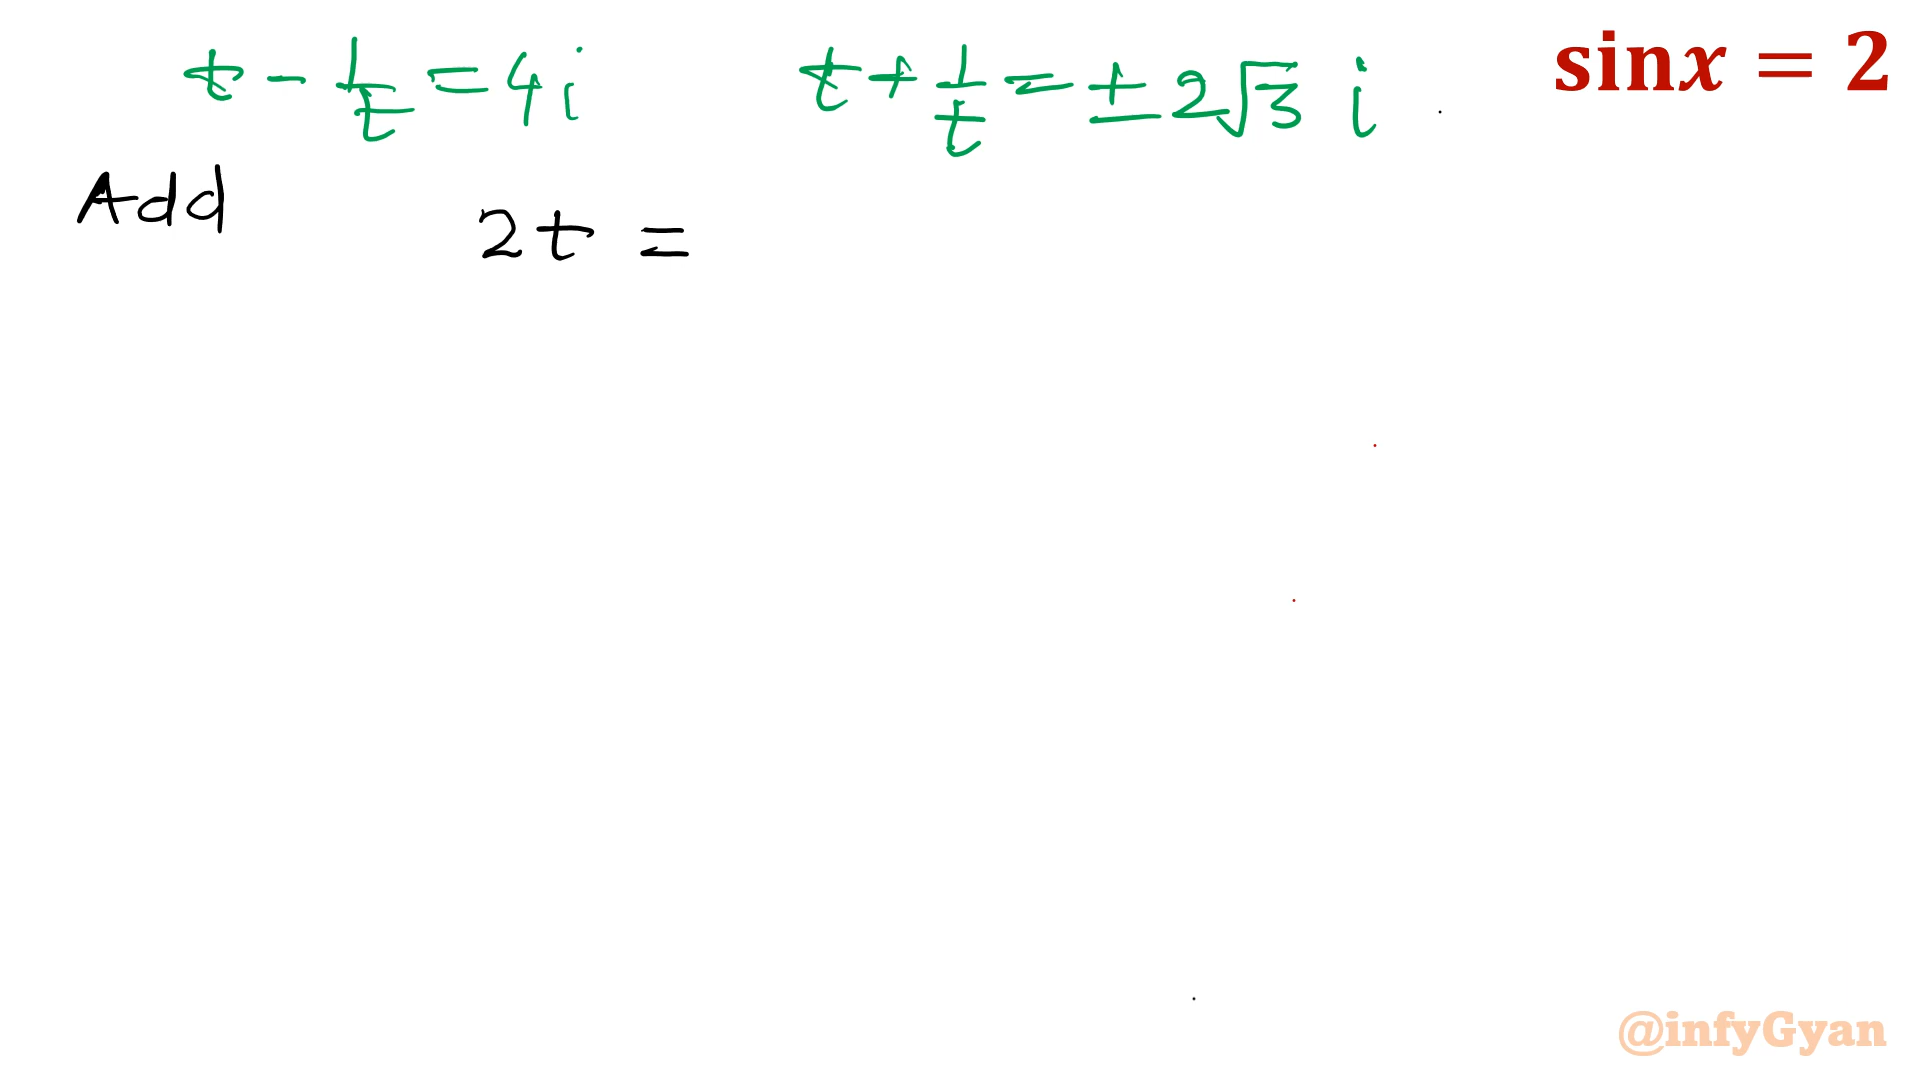 t - 1/t = 4i t + 1/t = ± 2√3 i sinx = 2
Add 2t =
@infyGyan